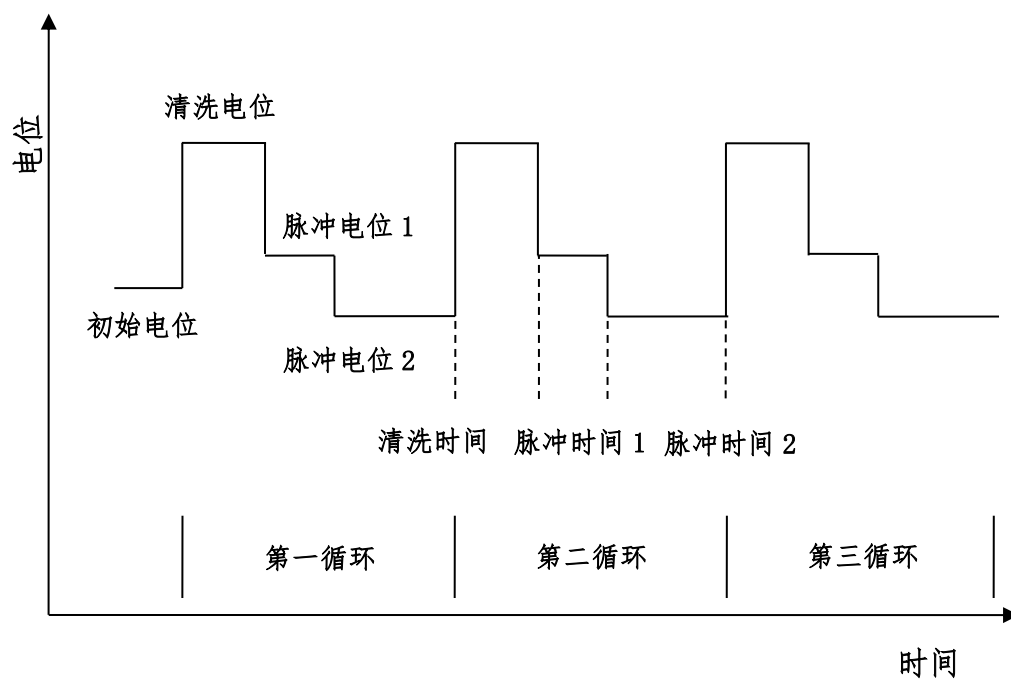 电位
清洗电位
脉冲电位 1
初始电位
脉冲电位 2
清洗时间 脉冲时间 1 脉冲时间 2
第一循环 第二循环 第三循环
时间